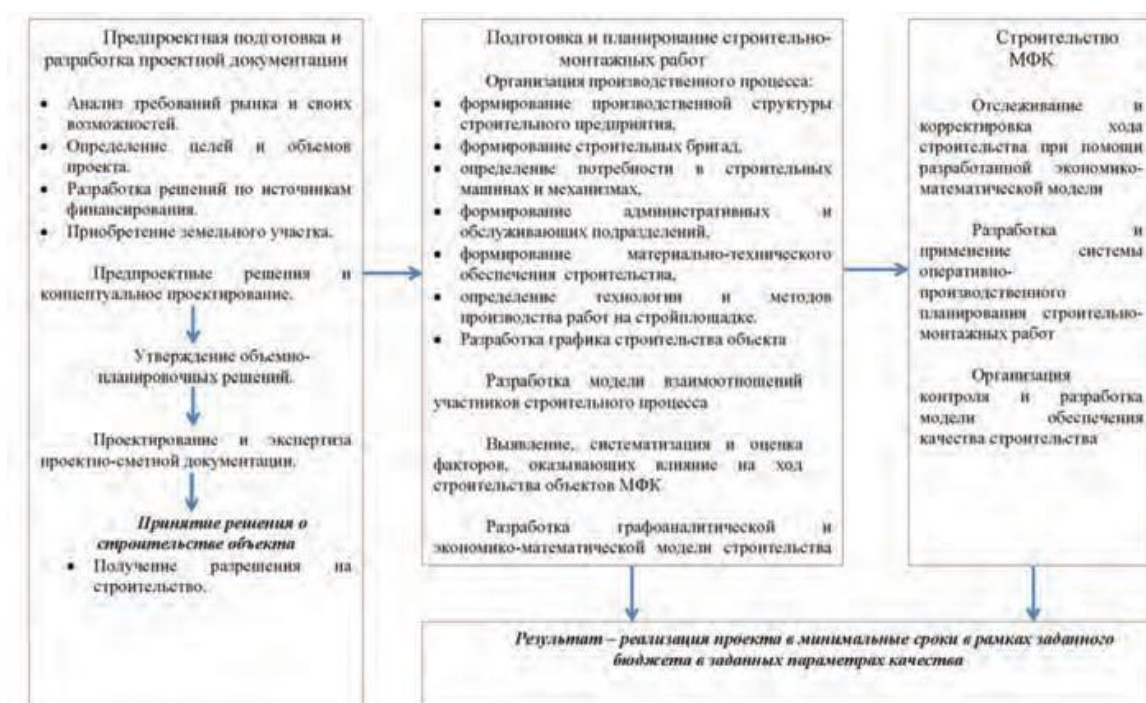 Предпроектная подготовка и
разработка проектной документации
• Анализ требований рынка и своих
возможностей.
• Определение целей и объемов
проекта.
• Разработка решений по источникам
финансирования.
• Приобретение земельного участка.
Предпроектные решения и
концептуальное проектирование.
Утверждение объемно-
планировочных решений.
Проектирование и экспертиза
проектно-сметной документации.
Принятие решения о
строительстве объекта
• Получение разрешения на
строительство.
Подготовка и планирование строительно-
монтажных работ
Организация производственного процесса:
• формирование производственной структуры
строительного предприятия,
• формирование строительных бригад,
• определение потребности в строительных
машинах и механизмах,
• формирование административных и
обслуживающих подразделений,
• формирование материально-технического
обеспечения строительства,
• определение технологии и методов
производства работ на стройплощадке.
• Разработка графика строительства объекта
Разработка модели взаимоотношений
участников строительного процесса
Выявление, систематизация и оценка
факторов, оказывающих влияние на ход
строительства объектов МФК
Разработка графоаналитической и
экономико-математической модели строительства
Строительство
МФК
Отслеживание и
корректировка хода
строительства при помощи
разработанной экономико-
математической модели
Разработка и
применение системы
оперативно-
производственного
планирования строительно-
монтажных работ
Организация
контроля и разработка
модели обеспечения
качества строительства
Результат – реализация проекта в минимальные сроки в рамках заданного
бюджета в заданных параметрах качества